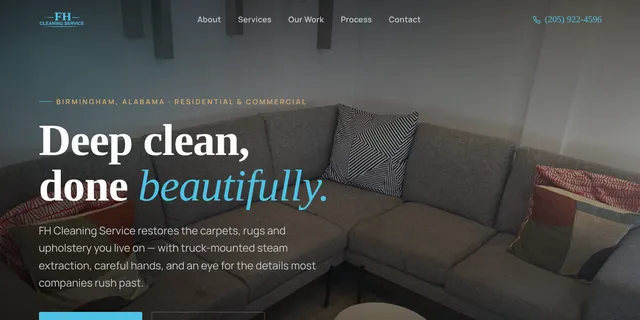 FH
CLEANING SERVICE
About Services Our Work Process Contact
(205) 922-4596
BIRMINGHAM, ALABAMA · RESIDENTIAL & COMMERCIAL
Deep clean,
done beautifully.
FH Cleaning Service restores the carpets, rugs and
upholstery you live on — with truck-mounted steam
extraction, careful hands, and an eye for the details most
companies rush past.